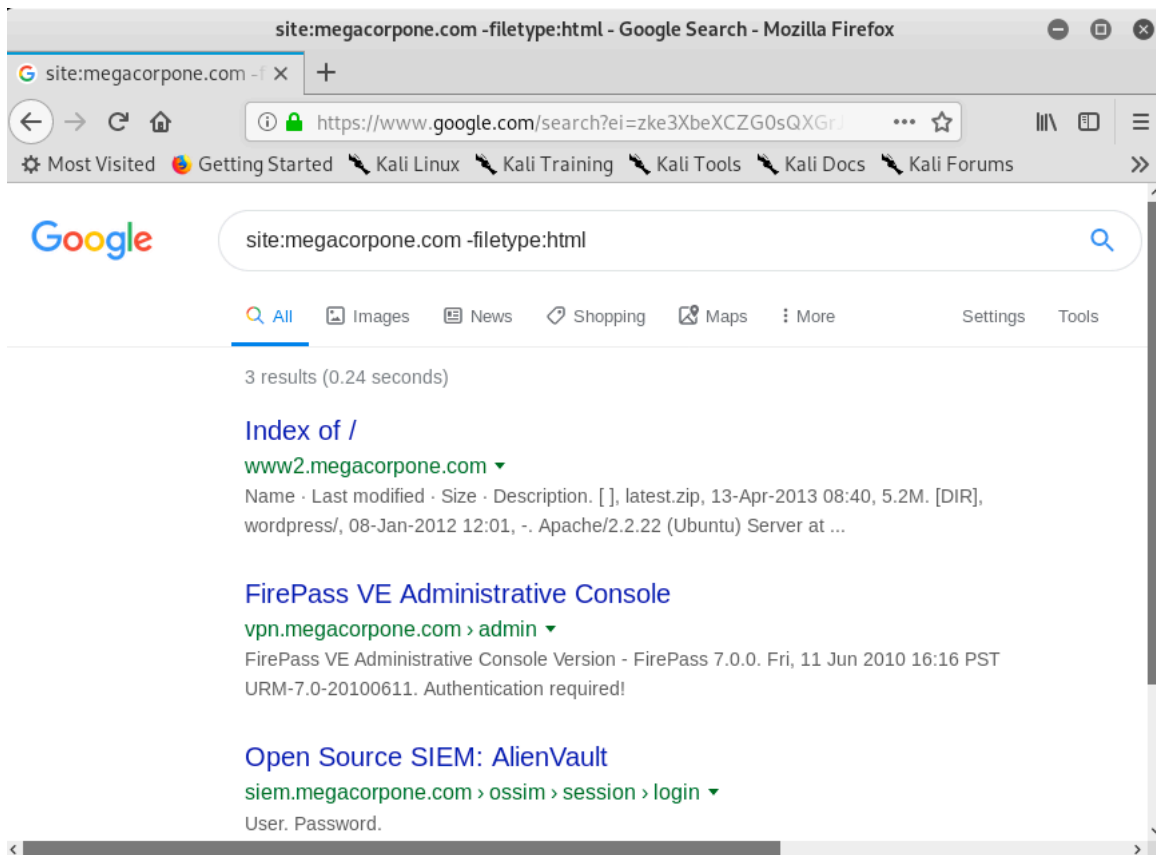 site:megacorpone.com -filetype:html - Google Search - Mozilla Firefox
site:megacorpone.com -f
https://www.google.com/search?ei=zke3XbeXCZG0sQXGrJ
Most Visited Getting Started Kali Linux Kali Training Kali Tools Kali Docs Kali Forums
Google site:megacorpone.com -filetype:html
All Images News Shopping Maps More Settings Tools
3 results (0.24 seconds)
Index of /
www2.megacorpone.com
Name · Last modified · Size · Description. [ ], latest.zip, 13-Apr-2013 08:40, 5.2M. [DIR],
wordpress/, 08-Jan-2012 12:01, -. Apache/2.2.22 (Ubuntu) Server at ...
FirePass VE Administrative Console
vpn.megacorpone.com › admin
FirePass VE Administrative Console Version - FirePass 7.0.0. Fri, 11 Jun 2010 16:16 PST
URM-7.0-20100611. Authentication required!
Open Source SIEM: AlienVault
siem.megacorpone.com › ossim › session › login
User. Password.